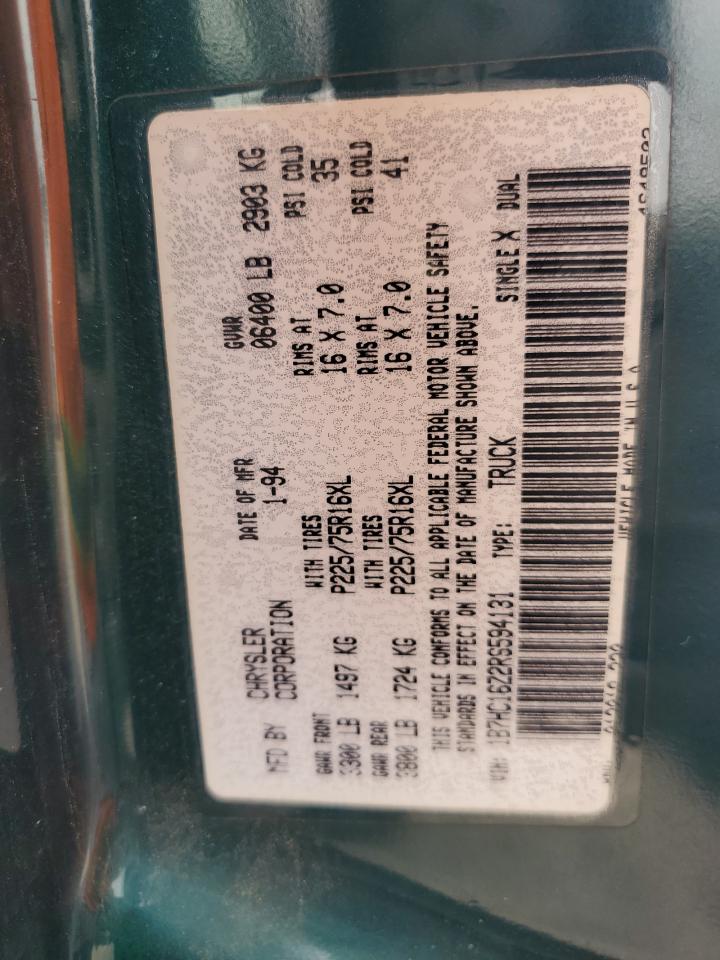 MFD BY CHRYSLER CORPORATION DATE OF MFR 1-94 GVWR 06400 LB 2903 KG
GAWR FRONT WITH TIRES RIMS AT PSI COLD
3300 LB 1497 KG P225/75R16XL 16 X 7.0 35
GAWR REAR WITH TIRES RIMS AT PSI COLD
3800 LB 1724 KG P225/75R16XL 16 X 7.0 41
THIS VEHICLE CONFORMS TO ALL APPLICABLE FEDERAL MOTOR VEHICLE SAFETY
STANDARDS IN EFFECT ON THE DATE OF MANUFACTURE SHOWN ABOVE.
VIN: 1B7HC16Z2RS594131 TYPE: TRUCK SINGLE X DUAL
VEHICLE MADE IN U.S.A